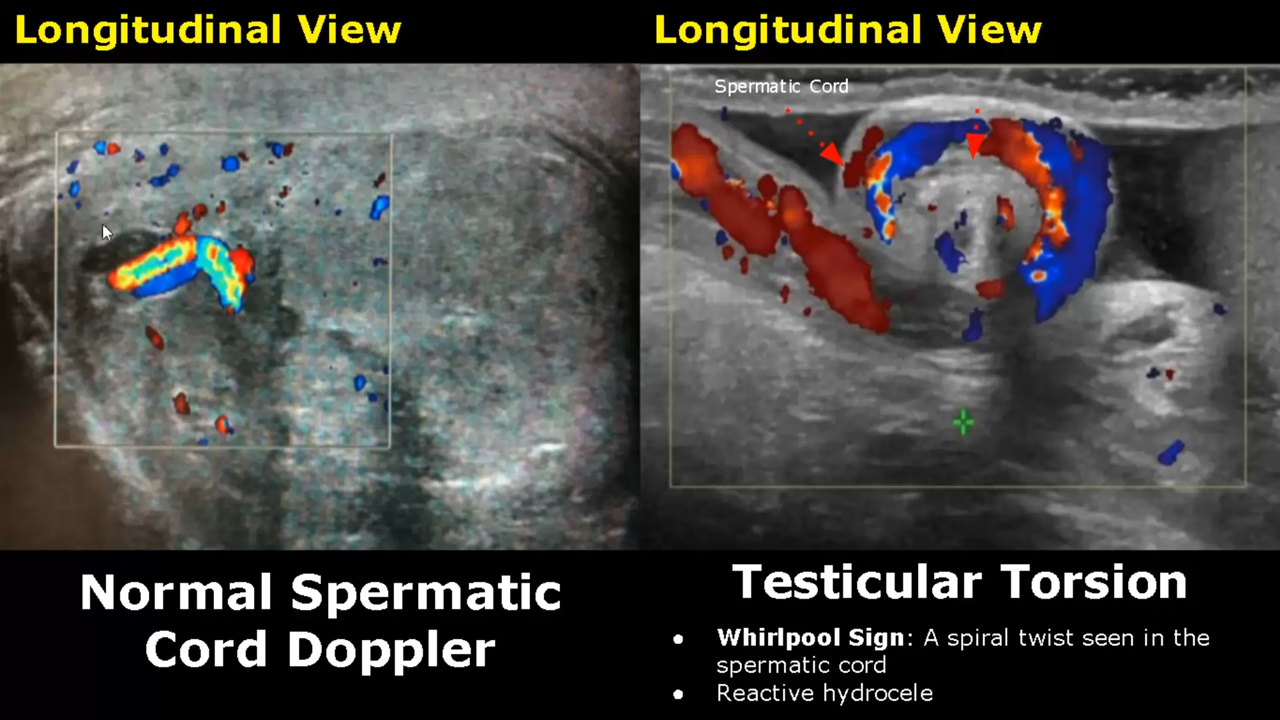 Longitudinal View
Longitudinal View
Spermatic Cord
Normal Spermatic
Cord Doppler
Testicular Torsion
• Whirlpool Sign: A spiral twist seen in the
spermatic cord
• Reactive hydrocele